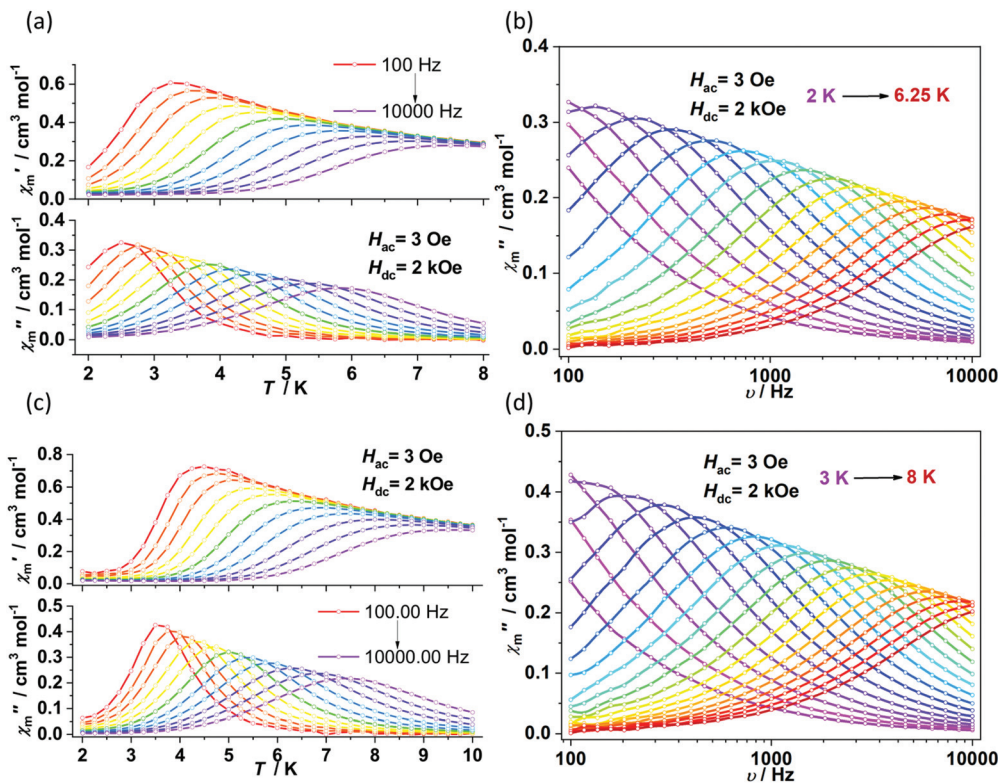 (a)
χm′ / cm³ mol⁻¹
0.6
0.4
0.2
0.0
100 Hz
10000 Hz
χm″ / cm³ mol⁻¹
0.4
0.3
0.2
0.1
0.0
Hac= 3 Oe
Hdc= 2 kOe
2 3 4 5 6 7 8
T / K
(b)
χm″ / cm³ mol⁻¹
0.4
0.3
0.2
0.1
0.0
Hac= 3 Oe
Hdc= 2 kOe
2 K 6.25 K
100 1000 10000
υ / Hz
(c)
χm′ / cm³ mol⁻¹
0.8
0.6
0.4
0.2
0.0
Hac= 3 Oe
Hdc= 2 kOe
χm″ / cm³ mol⁻¹
0.5
0.4
0.3
0.2
0.1
0.0
100.00 Hz
10000.00 Hz
2 3 4 5 6 7 8 9 10
T / K
(d)
χm″ / cm³ mol⁻¹
0.5
0.4
0.3
0.2
0.1
0.0
Hac= 3 Oe
Hdc= 2 kOe
3 K 8 K
100 1000 10000
υ / Hz